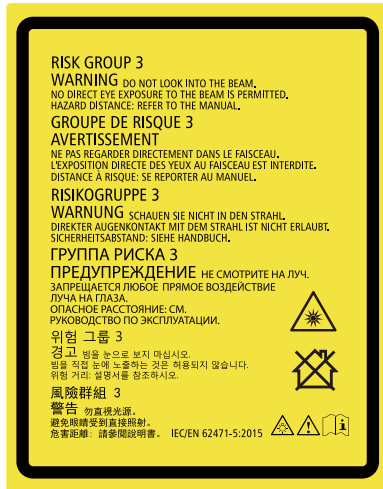 RISK GROUP 3
WARNING DO NOT LOOK INTO THE BEAM.
NO DIRECT EYE EXPOSURE TO THE BEAM IS PERMITTED.
HAZARD DISTANCE: REFER TO THE MANUAL.
GROUPE DE RISQUE 3
AVERTISSEMENT
NE PAS REGARDER DIRECTEMENT DANS LE FAISCEAU.
L'EXPOSITION DIRECTE DES YEUX AU FAISCEAU EST INTERDITE.
DISTANCE À RISQUE: SE REPORTER AU MANUEL.
RISIKOGRUPPE 3
WARNUNG SCHAUEN SIE NICHT IN DEN STRAHL.
DIREKTER AUGENKONTAKT MIT DEM STRAHL IST NICHT ERLAUBT.
SICHERHEITSABSTAND: SIEHE HANDBUCH.
ГРУППА РИСКА 3
ПРЕДУПРЕЖДЕНИЕ НЕ СМОТРИТЕ НА ЛУЧ.
ЗАПРЕЩАЕТСЯ ЛЮБОЕ ПРЯМОЕ ВОЗДЕЙСТВИЕ
ЛУЧА НА ГЛАЗА.
ОПАСНОЕ РАССТОЯНИЕ: СМ.
РУКОВОДСТВО ПО ЭКСПЛУАТАЦИИ.
위험 그룹 3
경고 빔을 눈으로 보지 마십시오.
빔을 직접 눈에 노출하는 것은 허용되지 않습니다.
위험 거리: 설명서를 참조하십시오.
風險群組 3
警告 勿直視光源。
避免眼睛受到直接照射。
危害距離: 請參閱說明書。 IEC/EN 62471-5:2015